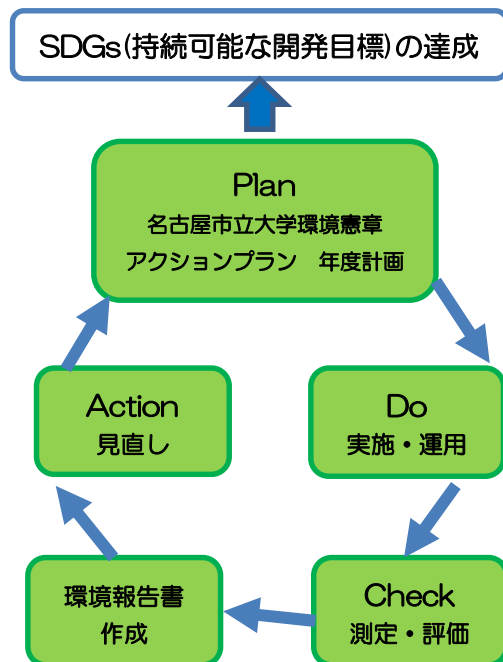 SDGs(持続可能な開発目標)の達成
Plan
名古屋市立大学環境憲章
アクションプラン　年度計画
Action
見直し
Do
実施・運用
環境報告書
作成
Check
測定・評価